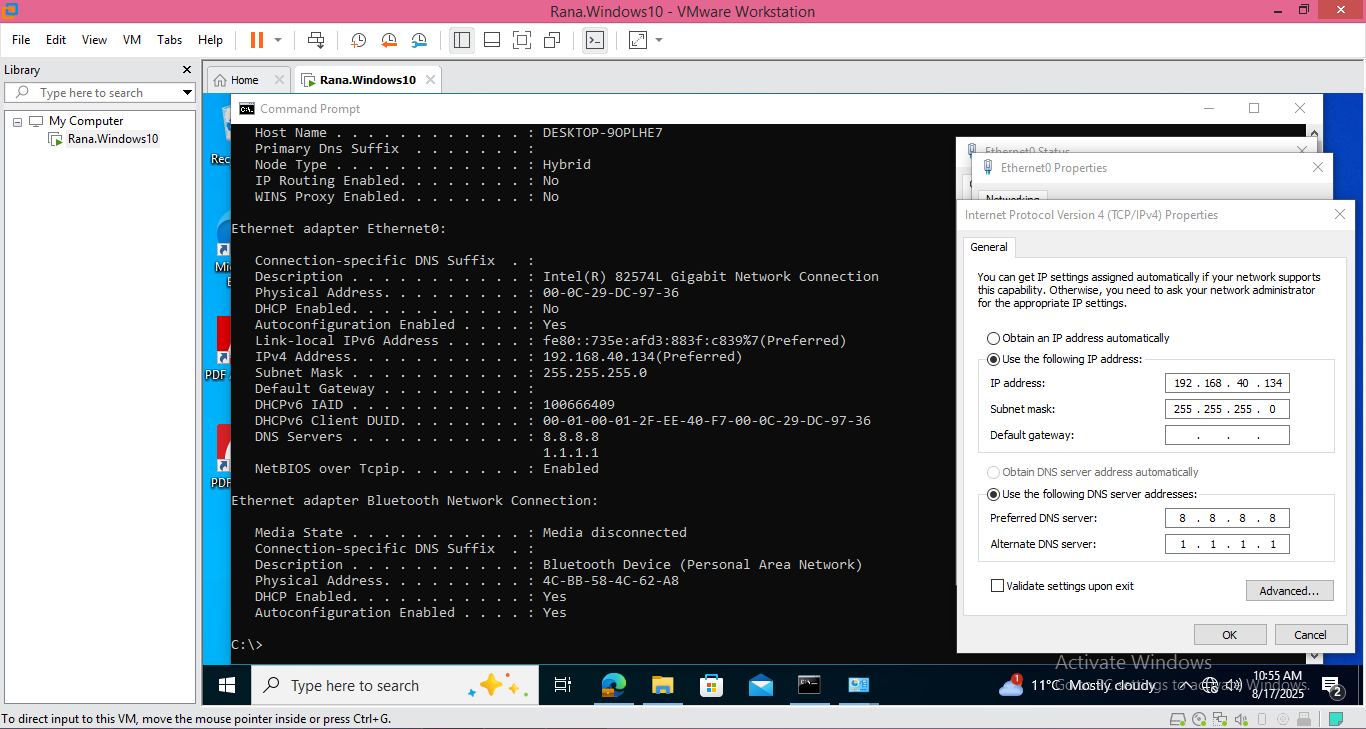 Rana.Windows10 - VMware Workstation
File Edit View VM Tabs Help
Library
Type here to search
My Computer
Rana.Windows10
Home
Rana.Windows10
Command Prompt
Host Name . . . . . . . . . . . . : DESKTOP-9OPLHE7
Primary Dns Suffix  . . . . . . . :
Node Type . . . . . . . . . . . . : Hybrid
IP Routing Enabled. . . . . . . . : No
WINS Proxy Enabled. . . . . . . . : No
Ethernet adapter Ethernet0:
Connection-specific DNS Suffix  . :
Description . . . . . . . . . . . : Intel(R) 82574L Gigabit Network Connection
Physical Address. . . . . . . . . : 00-0C-29-DC-97-36
DHCP Enabled. . . . . . . . . . . : No
Autoconfiguration Enabled . . . . : Yes
Link-local IPv6 Address . . . . . : fe80::735e:afd3:883f:c839%7(Preferred)
IPv4 Address. . . . . . . . . . . : 192.168.40.134(Preferred)
Subnet Mask . . . . . . . . . . . : 255.255.255.0
Default Gateway . . . . . . . . . :
DHCPv6 IAID . . . . . . . . . . . : 100666409
DHCPv6 Client DUID. . . . . . . . : 00-01-00-01-2F-EE-40-F7-00-0C-29-DC-97-36
DNS Servers . . . . . . . . . . . : 8.8.8.8
1.1.1.1
NetBIOS over Tcpip. . . . . . . . : Enabled
Ethernet adapter Bluetooth Network Connection:
Media State . . . . . . . . . . . : Media disconnected
Connection-specific DNS Suffix  . :
Description . . . . . . . . . . . : Bluetooth Device (Personal Area Network)
Physical Address. . . . . . . . . : 4C-BB-58-4C-62-A8
DHCP Enabled. . . . . . . . . . . : Yes
Autoconfiguration Enabled . . . . : Yes
C:\>
Rec
Mi
E
PDF
PDF
Ethernet0 Status
Ethernet0 Properties
Networking
Internet Protocol Version 4 (TCP/IPv4) Properties
General
You can get IP settings assigned automatically if your network supports
this capability. Otherwise, you need to ask your network administrator
for the appropriate IP settings.
Obtain an IP address automatically
Use the following IP address:
IP address: 192 . 168 . 40 . 134
Subnet mask: 255 . 255 . 255 . 0
Default gateway: . . .
Obtain DNS server address automatically
Use the following DNS server addresses:
Preferred DNS server: 8 . 8 . 8 . 8
Alternate DNS server: 1 . 1 . 1 . 1
Validate settings upon exit
Advanced...
OK Cancel
Activate Windows
Go to PC settings to activate Windows.
Type here to search
1
11°C Mostly cloudy
10:55 AM
8/17/2025
2
To direct input to this VM, move the mouse pointer inside or press Ctrl+G.